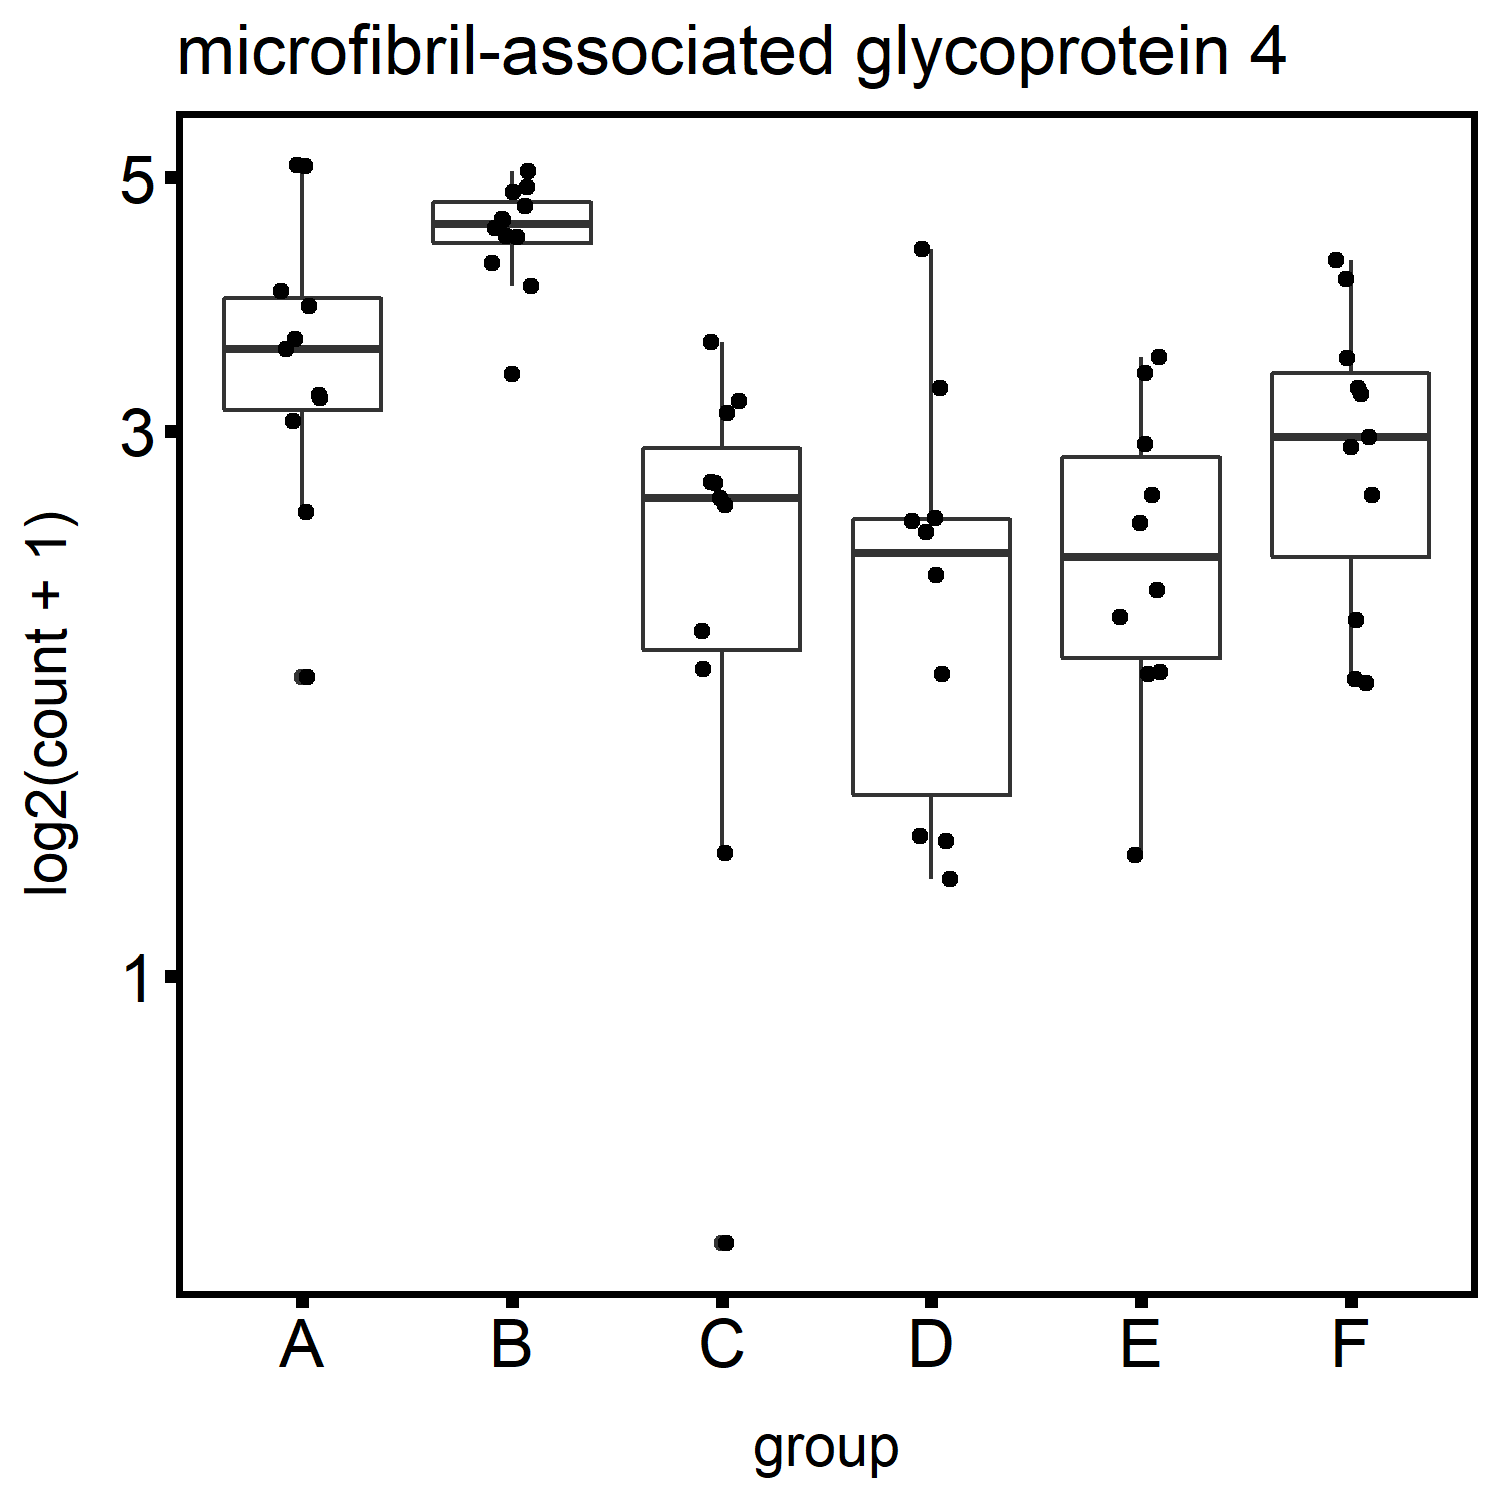 microfibril-associated glycoprotein 4
log2(count + 1)
5
3
1
A B C D E F
group